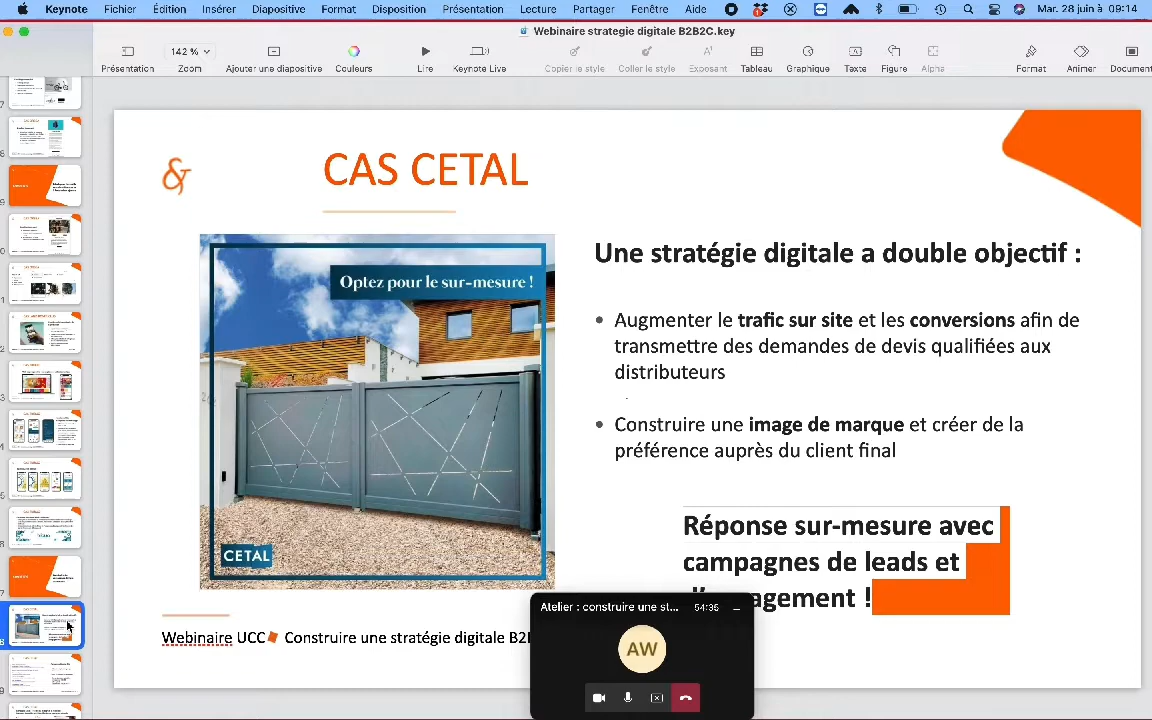 Keynote Fichier Édition Insérer Diapositive Format Disposition Présentation Lecture Partager Fenêtre Aide Mar. 28 juin à 09:14
Webinaire strategie digitale B2B2C.key
142 %
Présentation Zoom Ajouter une diapositive Couleurs Lire Keynote Live Copier le style Coller le style Exposant Tableau Graphique Texte Figure Alpha Format Animer Document
&
CAS CETAL
Optez pour le sur-mesure !
CETAL
Une stratégie digitale a double objectif :
• Augmenter le trafic sur site et les conversions afin de
transmettre des demandes de devis qualifiées aux
distributeurs
• Construire une image de marque et créer de la
préférence auprès du client final
Réponse sur-mesure avec
campagnes de leads et
!
Webinaire UCC Construire une stratégie digitale
Atelier : construire une st... 54:35
AW